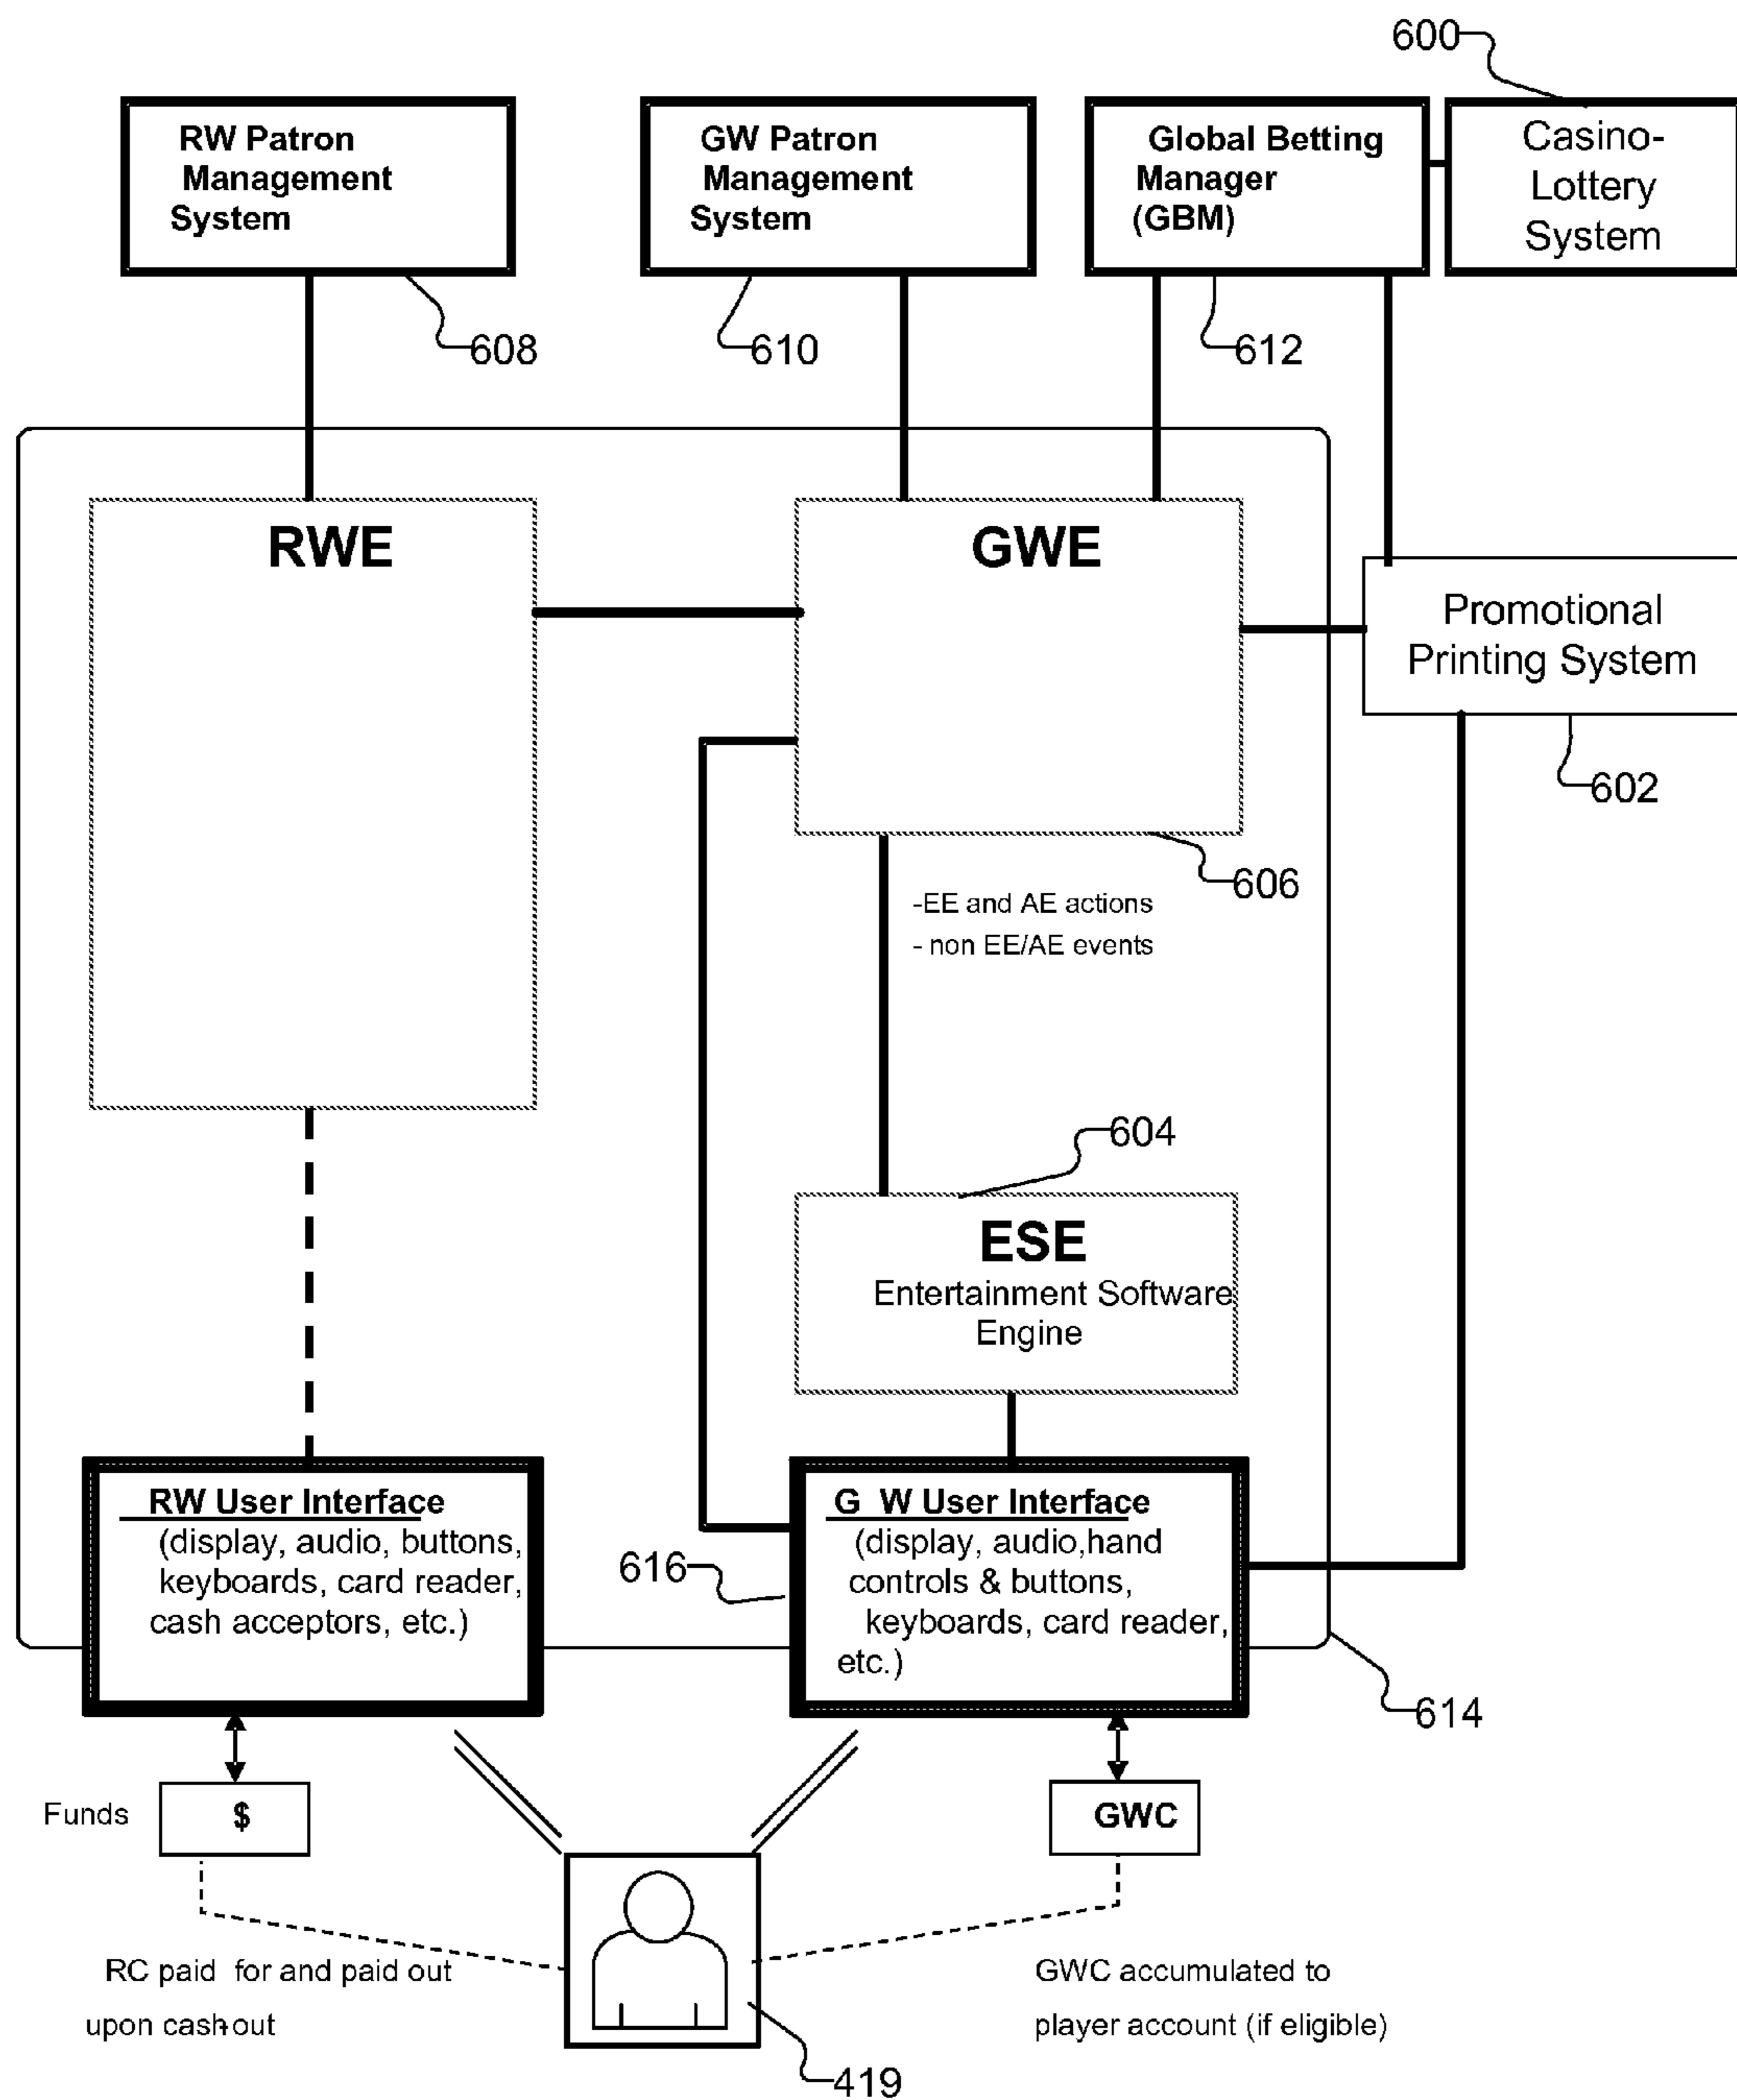 600
RW Patron
Management
System
GW Patron
Management
System
Global Betting
Manager
(GBM)
Casino-
Lottery
System
608
610
612
RWE
GWE
Promotional
Printing System
602
606
-EE and AE actions
- non EE/AE events
604
ESE
Entertainment Software
Engine
RW User Interface
(display, audio, buttons,
keyboards, card reader,
cash acceptors, etc.)
616
G W User Interface
(display, audio,hand
controls & buttons,
keyboards, card reader,
etc.)
614
Funds
$
GWC
RC paid for and paid out
upon cashout
GWC accumulated to
player account (if eligible)
419